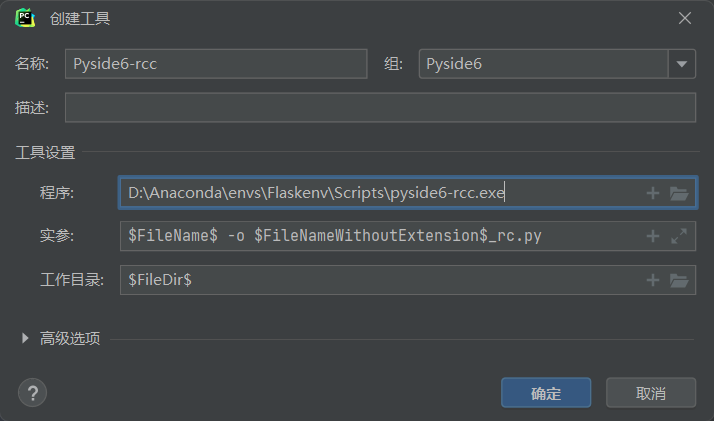 PC 创建工具
名称: Pyside6-rcc 组: Pyside6
描述:
工具设置
程序: D:\Anaconda\envs\Flaskenv\Scripts\pyside6-rcc.exe
实参: $FileName$ -o $FileNameWithoutExtension$_rc.py
工作目录: $FileDir$
高级选项
? 确定 取消